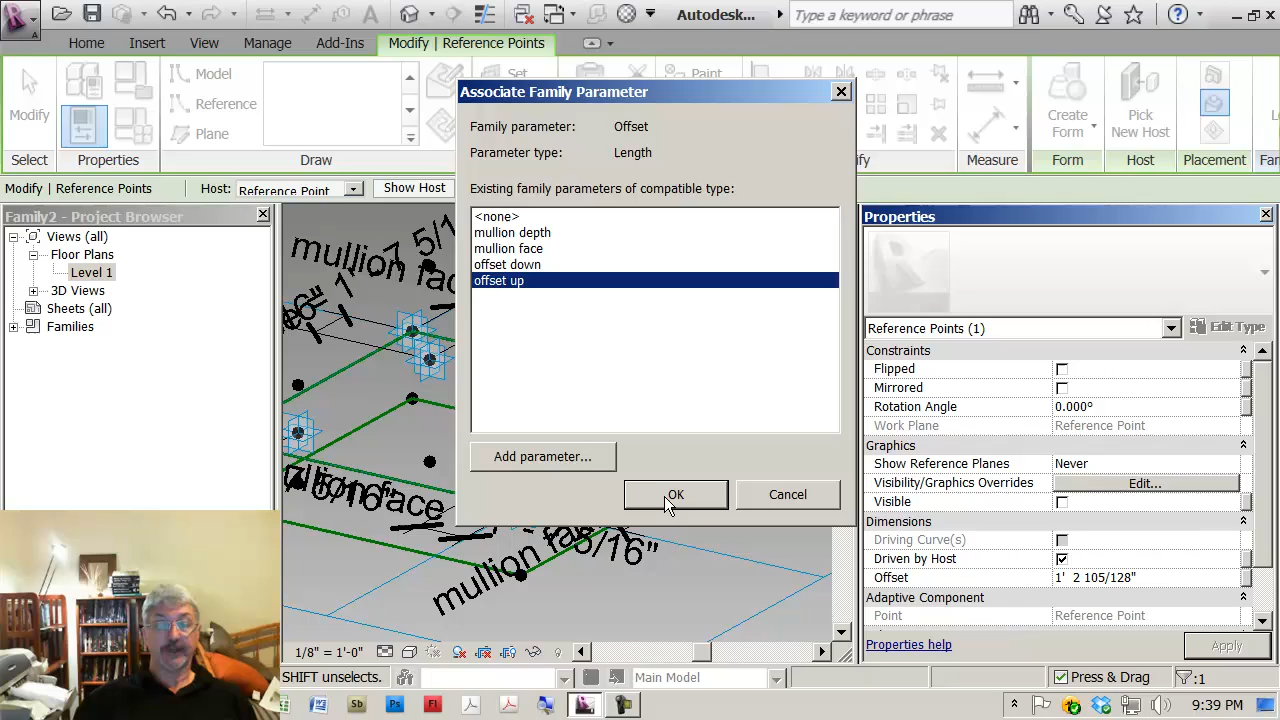 Autodesk...
Type a keyword or phrase
Home
Insert
View
Manage
Add-Ins
Modify | Reference Points
Modify
Select
Properties
Model
Reference
Plane
Draw
Set
Paint
Measure
Create
Form
Form
Pick
New Host
Host
Placement
Modify | Reference Points
Host:
Reference Point
Show Host
Family2 - Project Browser
Views (all)
Floor Plans
Level 1
3D Views
Sheets (all)
Families
mullion
mullion fac
mullion face
7 5/16"
mullion fa
5/16"
Associate Family Parameter
Family parameter:
Offset
Parameter type:
Length
Existing family parameters of compatible type:
<none>
mullion depth
mullion face
offset down
offset up
Add parameter...
OK
Cancel
Properties
Reference Points (1)
Edit Type
Constraints
Flipped
Mirrored
Rotation Angle
0.000°
Work Plane
Reference Point
Graphics
Show Reference Planes
Never
Visibility/Graphics Overrides
Edit...
Visible
Dimensions
Driving Curve(s)
Driven by Host
Offset
1' 2 105/128"
Adaptive Component
Point
Reference Point
Properties help
Apply
1/8" = 1'-0"
SHIFT unselects.
Main Model
Press & Drag
:1
9:39 PM